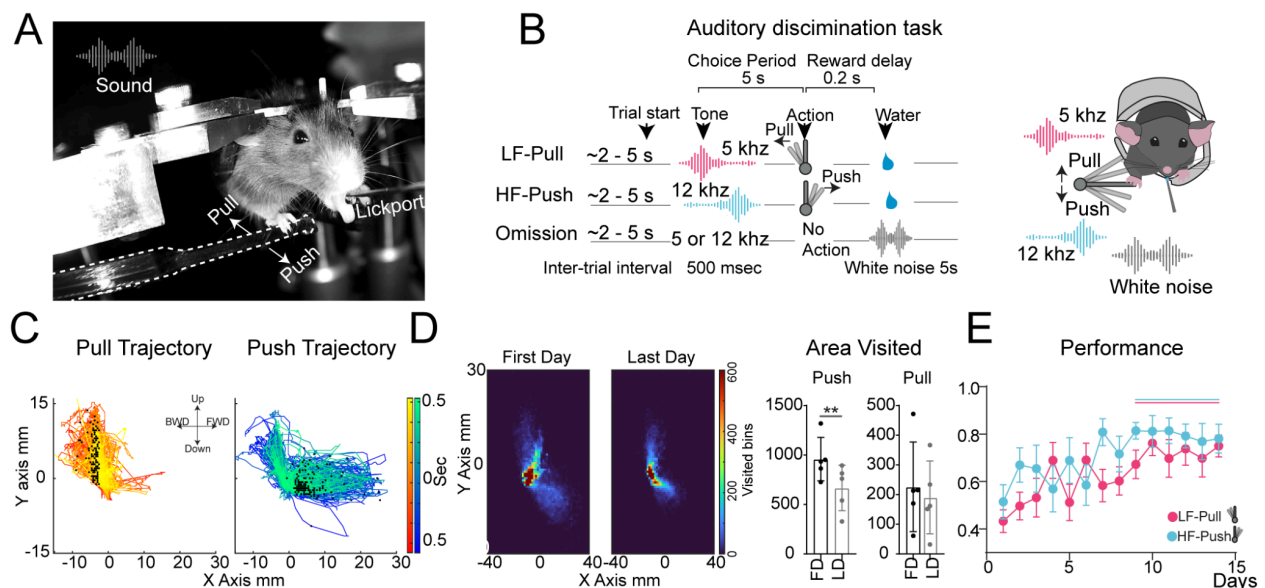 A
Sound
Pull
Push
Lickport
B
Auditory discimination task
Choice Period
5 s
Reward delay
0.2 s
Trial start
Tone
Action
Water
LF-Pull
~2 - 5 s
5 khz
Pull
HF-Push
~2 - 5 s
12 khz
Push
Omission
~2 - 5 s
5 or 12 khz
No
Action
Inter-trial interval
500 msec
White noise 5s
5 khz
Pull
Push
12 khz
White noise
C
Pull Trajectory
Push Trajectory
Y axis mm
15
0
-15
Up
BWD
FWD
Down
-10 0 10 20 30
-10 0 10 20 30
X Axis mm
0.5
0.5
Sec
0.5
0.5
D
First Day
Last Day
Y Axis mm
30
0
30
-40 0 40
-40 0 40
X Axis mm
600
400
200
0
Visited bins
Area Visited
Push
**
1500
1000
500
0
FD
LD
Pull
500
400
300
200
100
0
FD
LD
E
Performance
1.0
0.8
0.6
0.4
0 5 10 15
Days
LF-Pull
HF-Push